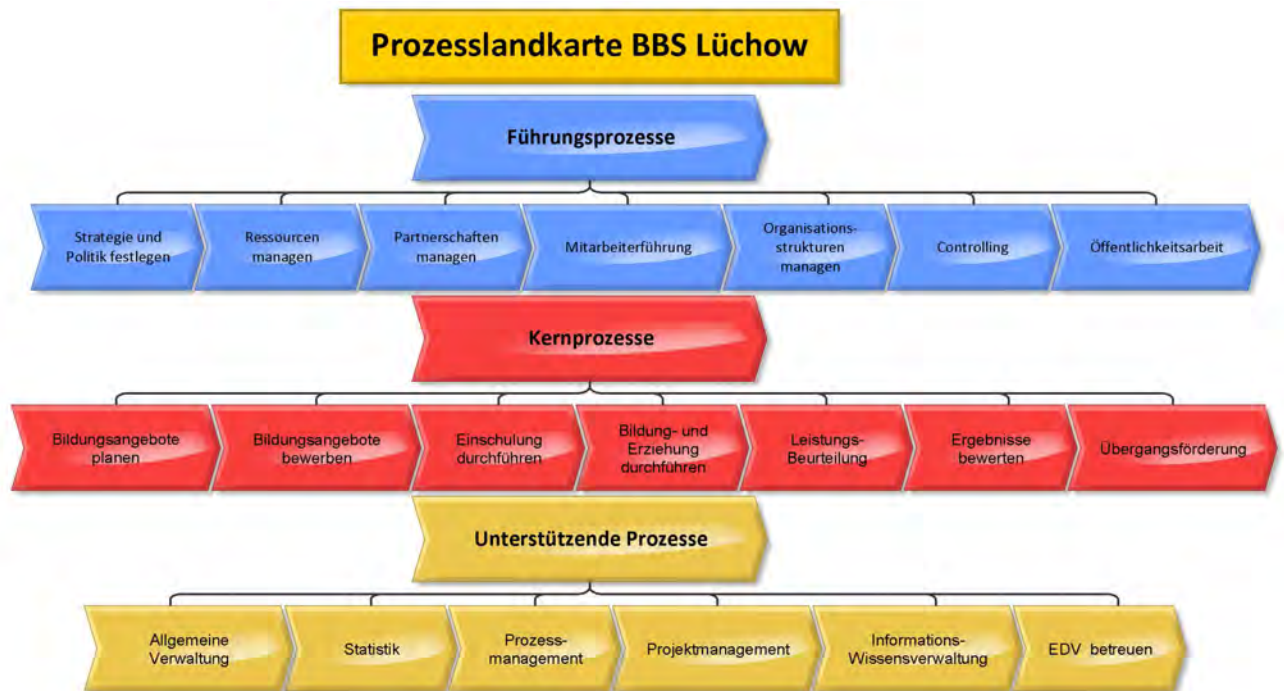 Prozesslandkarte BBS Lüchow
Führungsprozesse
Strategie und
Politik festlegen
Ressourcen
managen
Partnerschaften
managen
Mitarbeiterführung
Organisations-
strukturen
managen
Controlling
Öffentlichkeitsarbeit
Kernprozesse
Bildungsangebote
planen
Bildungsangebote
bewerben
Einschulung
durchführen
Bildung- und
Erziehung
durchführen
Leistungs-
Beurteilung
Ergebnisse
bewerten
Übergangsförderung
Unterstützende Prozesse
Allgemeine
Verwaltung
Statistik
Prozess-
management
Projektmanagement
Informations-
Wissensverwaltung
EDV betreuen